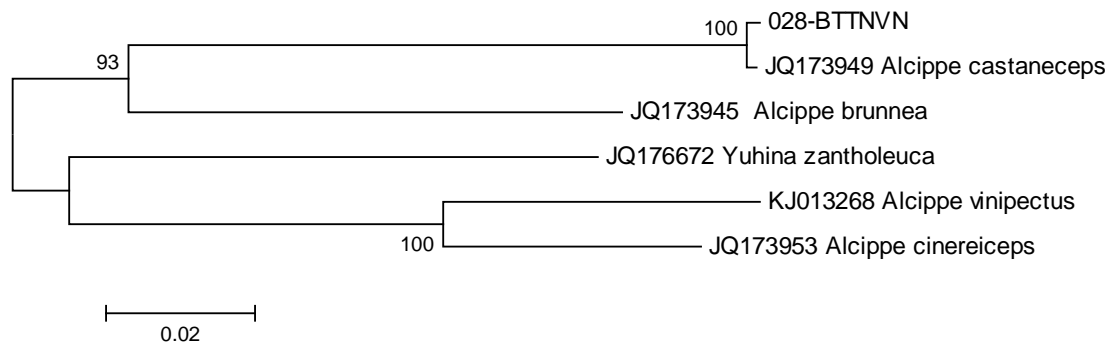 028-BTTNVN
100
JQ173949 Alcippe castaneceps
93
JQ173945 Alcippe brunnea
JQ176672 Yuhina zantholeuca
KJ013268 Alcippe vinipectus
100
JQ173953 Alcippe cinereiceps
0.02